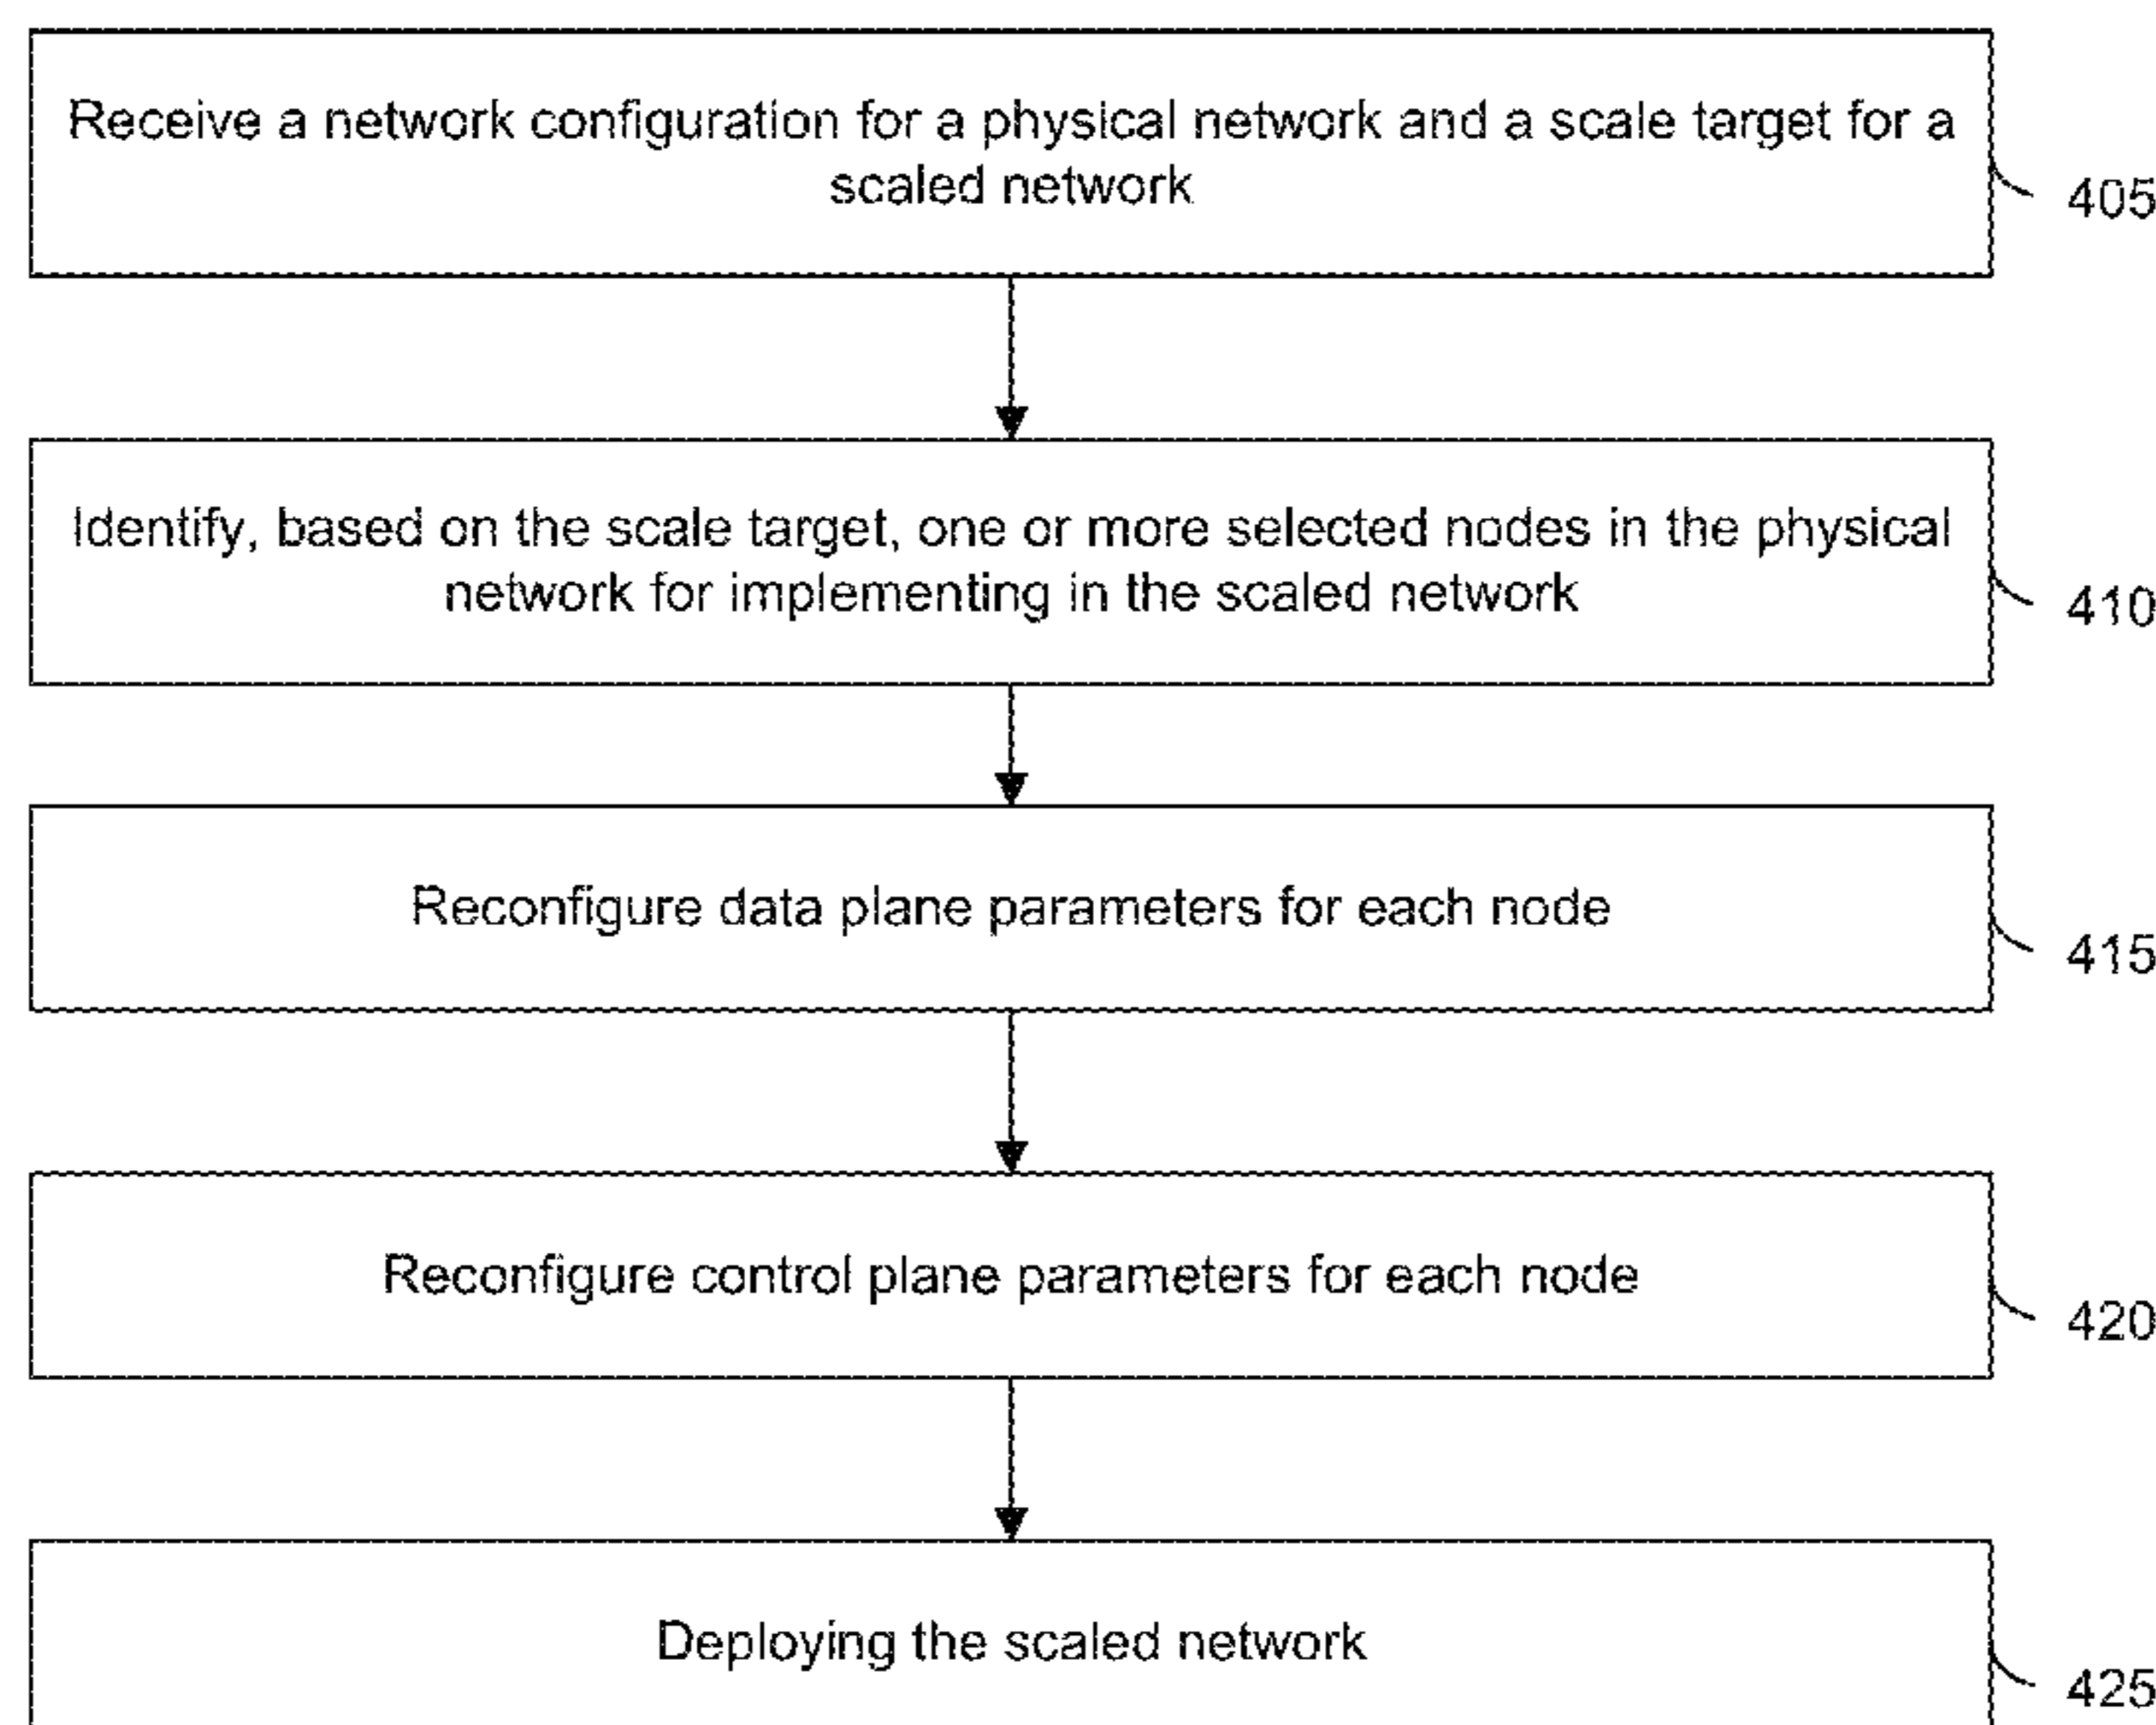 Receive a network configuration for a physical network and a scale target for a
scaled network
405
Identify, based on the scale target, one or more selected nodes in the physical
network for implementing in the scaled network
410
Reconfigure data plane parameters for each node
415
Reconfigure control plane parameters for each node
420
Deploying the scaled network
425